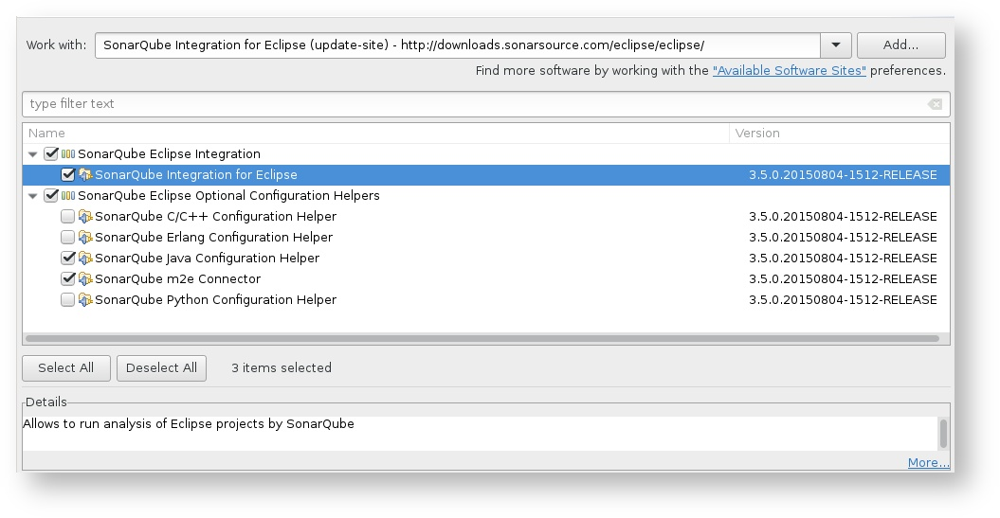 Work with: SonarQube Integration for Eclipse (update-site) - http://downloads.sonarsource.com/eclipse/eclipse/ Add...
Find more software by working with the "Available Software Sites" preferences.
type filter text
Name Version
SonarQube Eclipse Integration
SonarQube Integration for Eclipse 3.5.0.20150804-1512-RELEASE
SonarQube Eclipse Optional Configuration Helpers
SonarQube C/C++ Configuration Helper 3.5.0.20150804-1512-RELEASE
SonarQube Erlang Configuration Helper 3.5.0.20150804-1512-RELEASE
SonarQube Java Configuration Helper 3.5.0.20150804-1512-RELEASE
SonarQube m2e Connector 3.5.0.20150804-1512-RELEASE
SonarQube Python Configuration Helper 3.5.0.20150804-1512-RELEASE
Select All Deselect All 3 items selected
Details
Allows to run analysis of Eclipse projects by SonarQube
More...